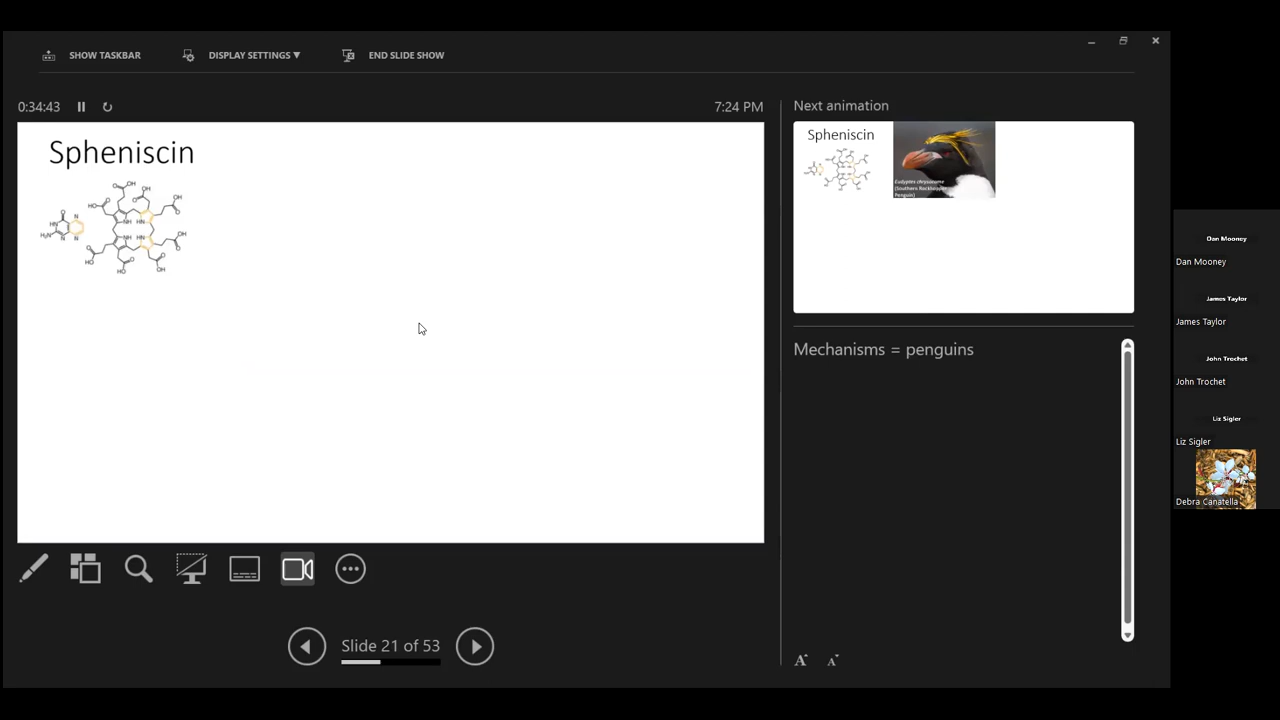 SHOW TASKBAR
DISPLAY SETTINGS ▼
END SLIDE SHOW
0:34:43
7:24 PM
Spheniscin
Next animation
Spheniscin
Eudyptes chrysocome
(Southern Rockhopper
Penguin)
Mechanisms = penguins
Slide 21 of 53
A A
Dan Mooney
Dan Mooney
James Taylor
James Taylor
John Trochet
John Trochet
Liz Sigler
Liz Sigler
Debra Canatella